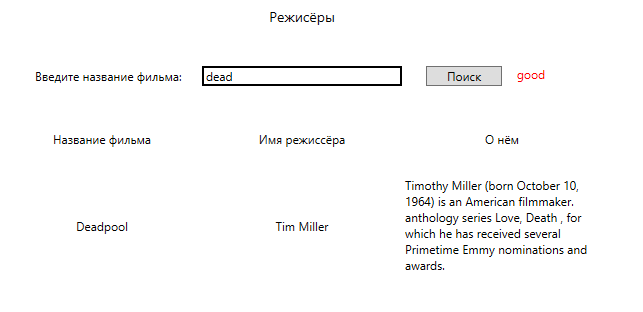 Режисёры
Введите название фильма: dead Поиск good
Название фильма Имя режиссёра О нём
Timothy Miller (born October 10,
1964) is an American filmmaker.
anthology series Love, Death , for
Deadpool Tim Miller which he has received several
Primetime Emmy nominations and
awards.